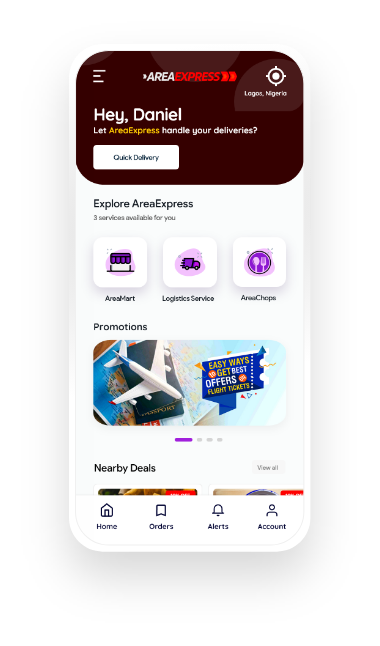 AREAEXPRESS
Lagos, Nigeria
Hey, Daniel
Let AreaExpress handle your deliveries?
Quick Delivery
Explore AreaExpress
3 services available for you
AreaMart
Logistics Service
AreaChops
Promotions
PASSPORT
EASY WAYS
TO GET BEST
OFFERS ON
FLIGHT TICKETS
Nearby Deals
View all
Home
Orders
Alerts
Account